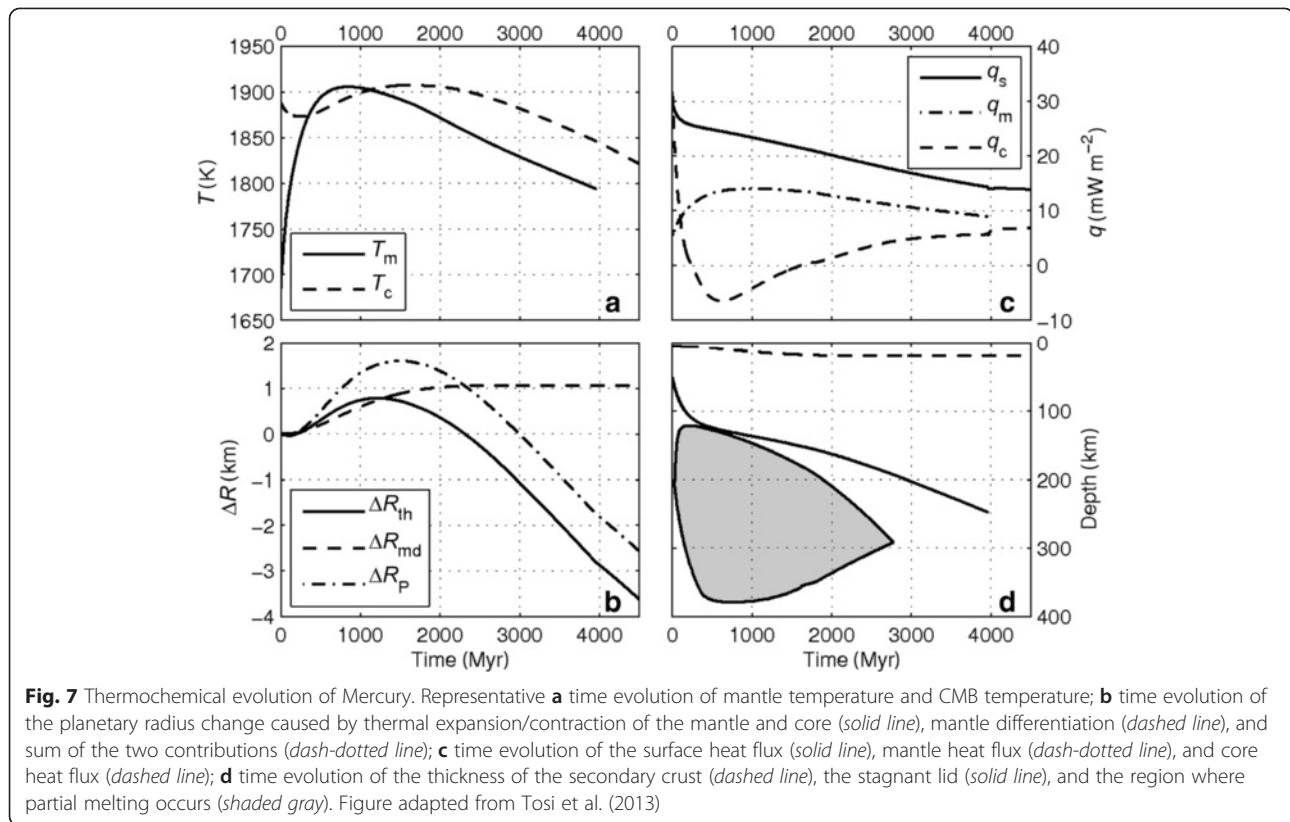 0 1000 2000 3000 4000
0 1000 2000 3000 4000
1950
1900
1850
1800
1750
1700
1650
T (K)
T_m
T_c
a
40
30
20
10
0
−10
q (mW m⁻²)
q_s
q_m
q_c
c
2
1
0
-1
-2
-3
-4
ΔR (km)
ΔR_th
ΔR_md
ΔR_P
b
0
100
200
300
400
Depth (km)
d
0 1000 2000 3000 4000
Time (Myr)
0 1000 2000 3000 4000
Time (Myr)
Fig. 7 Thermochemical evolution of Mercury. Representative a time evolution of mantle temperature and CMB temperature; b time evolution of
the planetary radius change caused by thermal expansion/contraction of the mantle and core (solid line), mantle differentiation (dashed line), and
sum of the two contributions (dash-dotted line); c time evolution of the surface heat flux (solid line), mantle heat flux (dash-dotted line), and core
heat flux (dashed line); d time evolution of the thickness of the secondary crust (dashed line), the stagnant lid (solid line), and the region where
partial melting occurs (shaded gray). Figure adapted from Tosi et al. (2013)